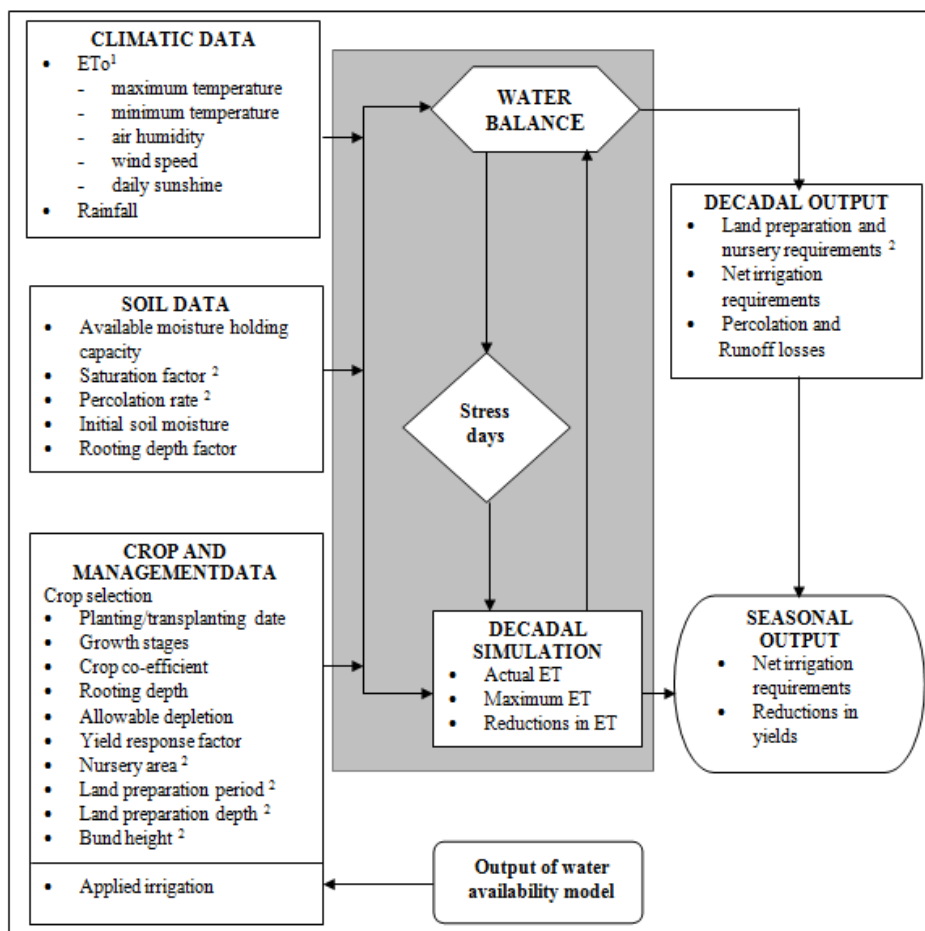 CLIMATIC DATA
• ETo¹
- maximum temperature
- minimum temperature
- air humidity
- wind speed
- daily sunshine
• Rainfall
SOIL DATA
• Available moisture holding
capacity
• Saturation factor ²
• Percolation rate ²
• Initial soil moisture
• Rooting depth factor
CROP AND
MANAGEMENTDATA
Crop selection
• Planting/transplanting date
• Growth stages
• Crop co-efficient
• Rooting depth
• Allowable depletion
• Yield response factor
• Nursery area ²
• Land preparation period ²
• Land preparation depth ²
• Bund height ²
• Applied irrigation
WATER
BALANCE
Stress
days
DECADAL
SIMULATION
• Actual ET
• Maximum ET
• Reductions in ET
Output of water
availability model
DECADAL OUTPUT
• Land preparation and
nursery requirements ²
• Net irrigation
requirements
• Percolation and
Runoff losses
SEASONAL
OUTPUT
• Net irrigation
requirements
• Reductions in
yields